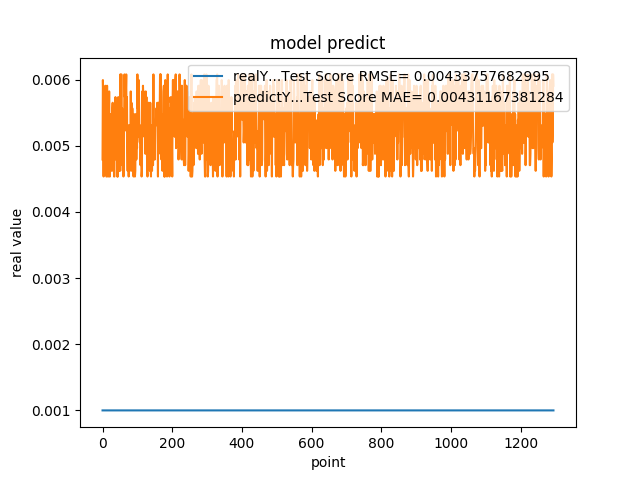 model predict
realY...Test Score RMSE= 0.00433757682995
predictY...Test Score MAE= 0.00431167381284
0.006
0.005
0.004
0.003
0.002
0.001
real value
0 200 400 600 800 1000 1200
point